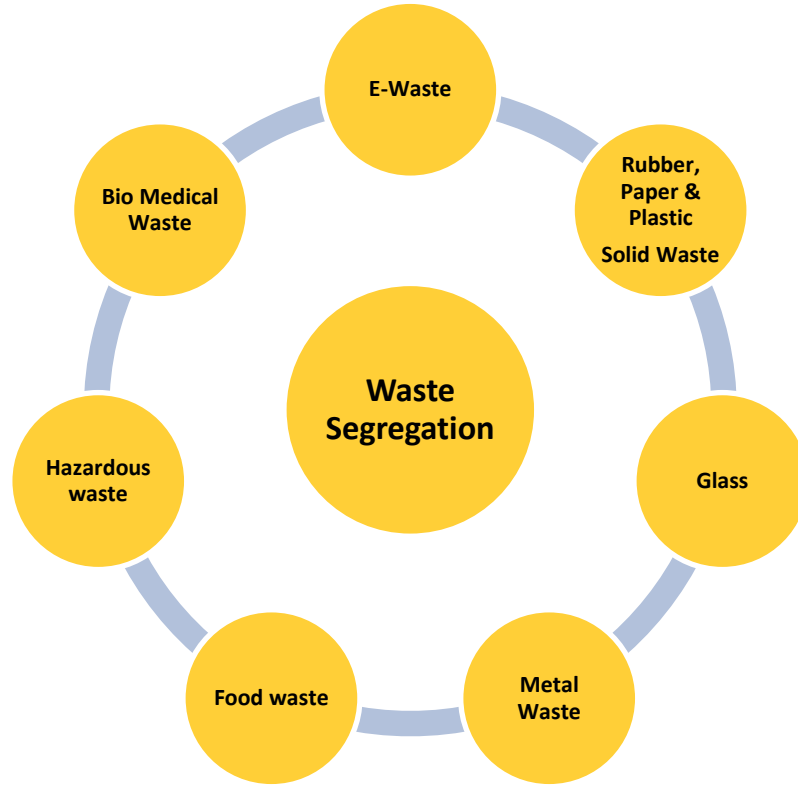 E-Waste
Rubber,
Paper &
Plastic
Solid Waste
Glass
Metal
Waste
Food waste
Hazardous
waste
Bio Medical
Waste
Waste
Segregation